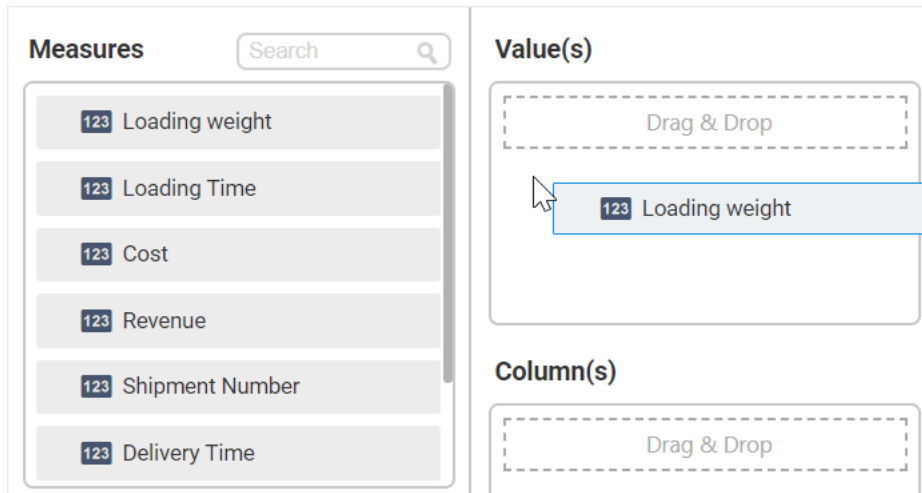 Measures
Search
123 Loading weight
123 Loading Time
123 Cost
123 Revenue
123 Shipment Number
123 Delivery Time
Value(s)
Drag & Drop
123 Loading weight
Column(s)
Drag & Drop